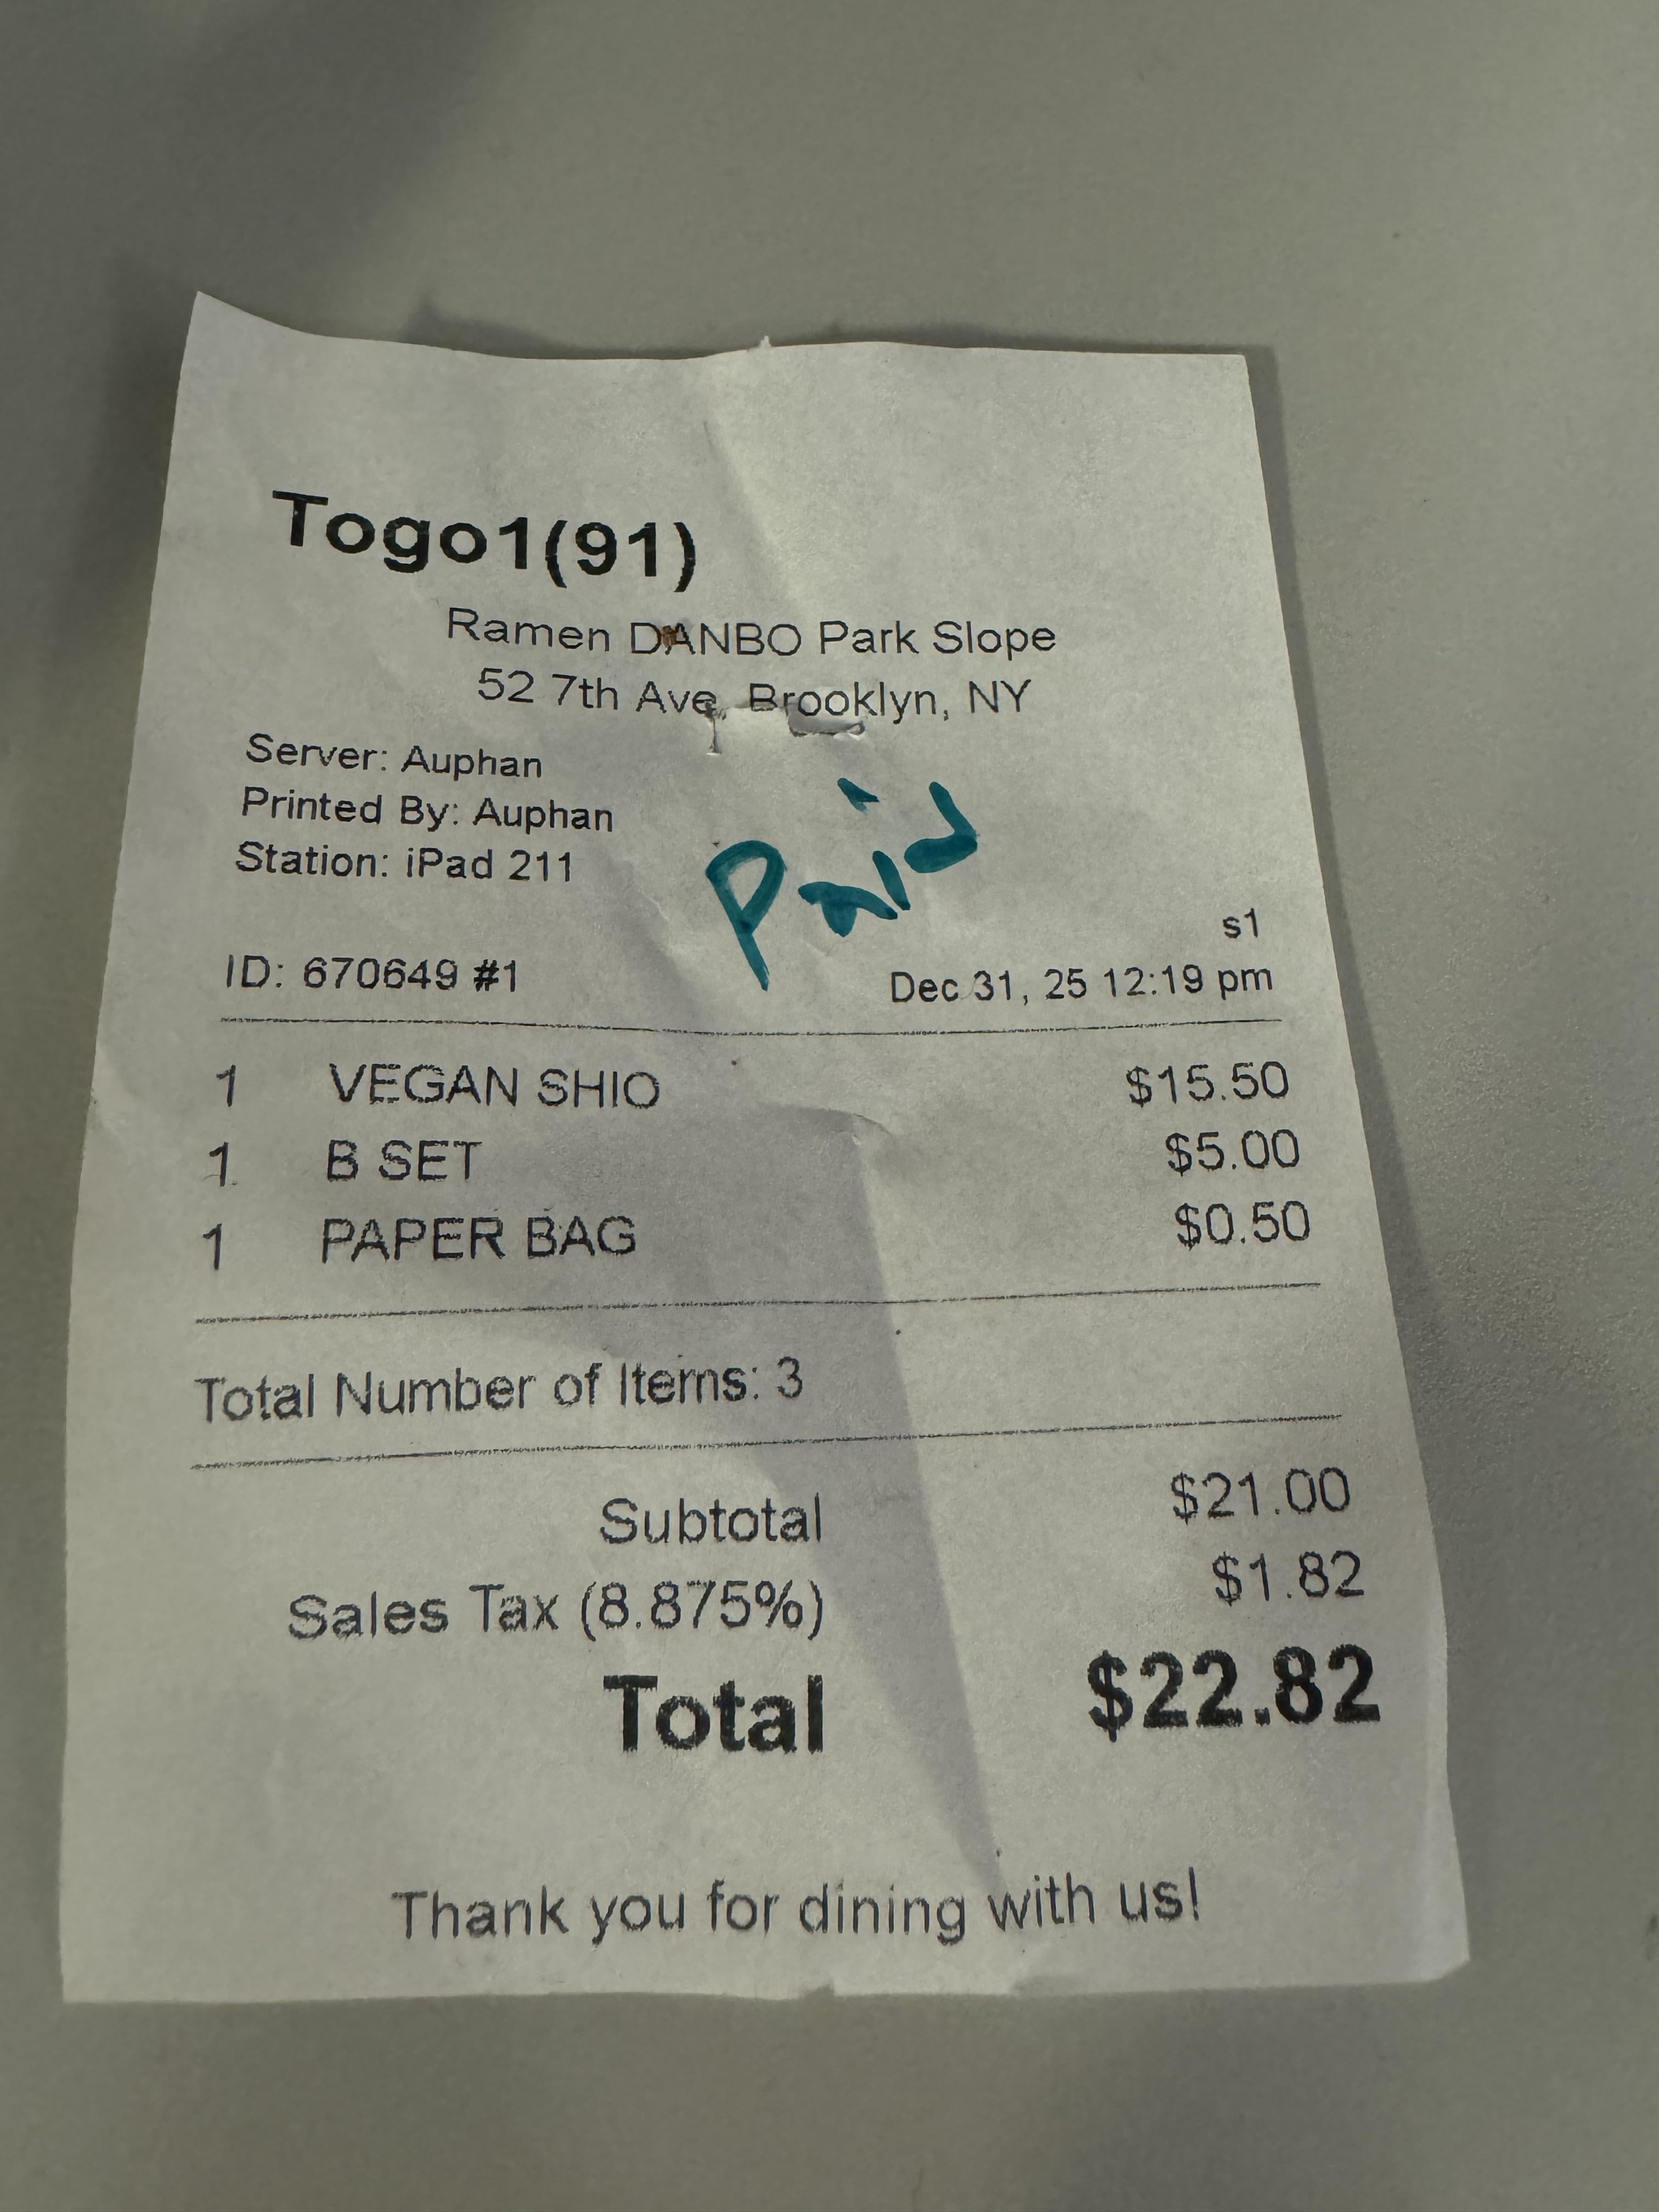 Togo1(91)
Ramen DANBO Park Slope
52 7th Ave, Brooklyn, NY
Server: Auphan
Printed By: Auphan
Station: iPad 211
Paid
s1
ID: 670649 #1 Dec 31, 25 12:19 pm
1 VEGAN SHIO $15.50
1 B SET $5.00
1 PAPER BAG $0.50
Total Number of Items: 3
Subtotal $21.00
Sales Tax (8.875%) $1.82
Total $22.82
Thank you for dining with us!